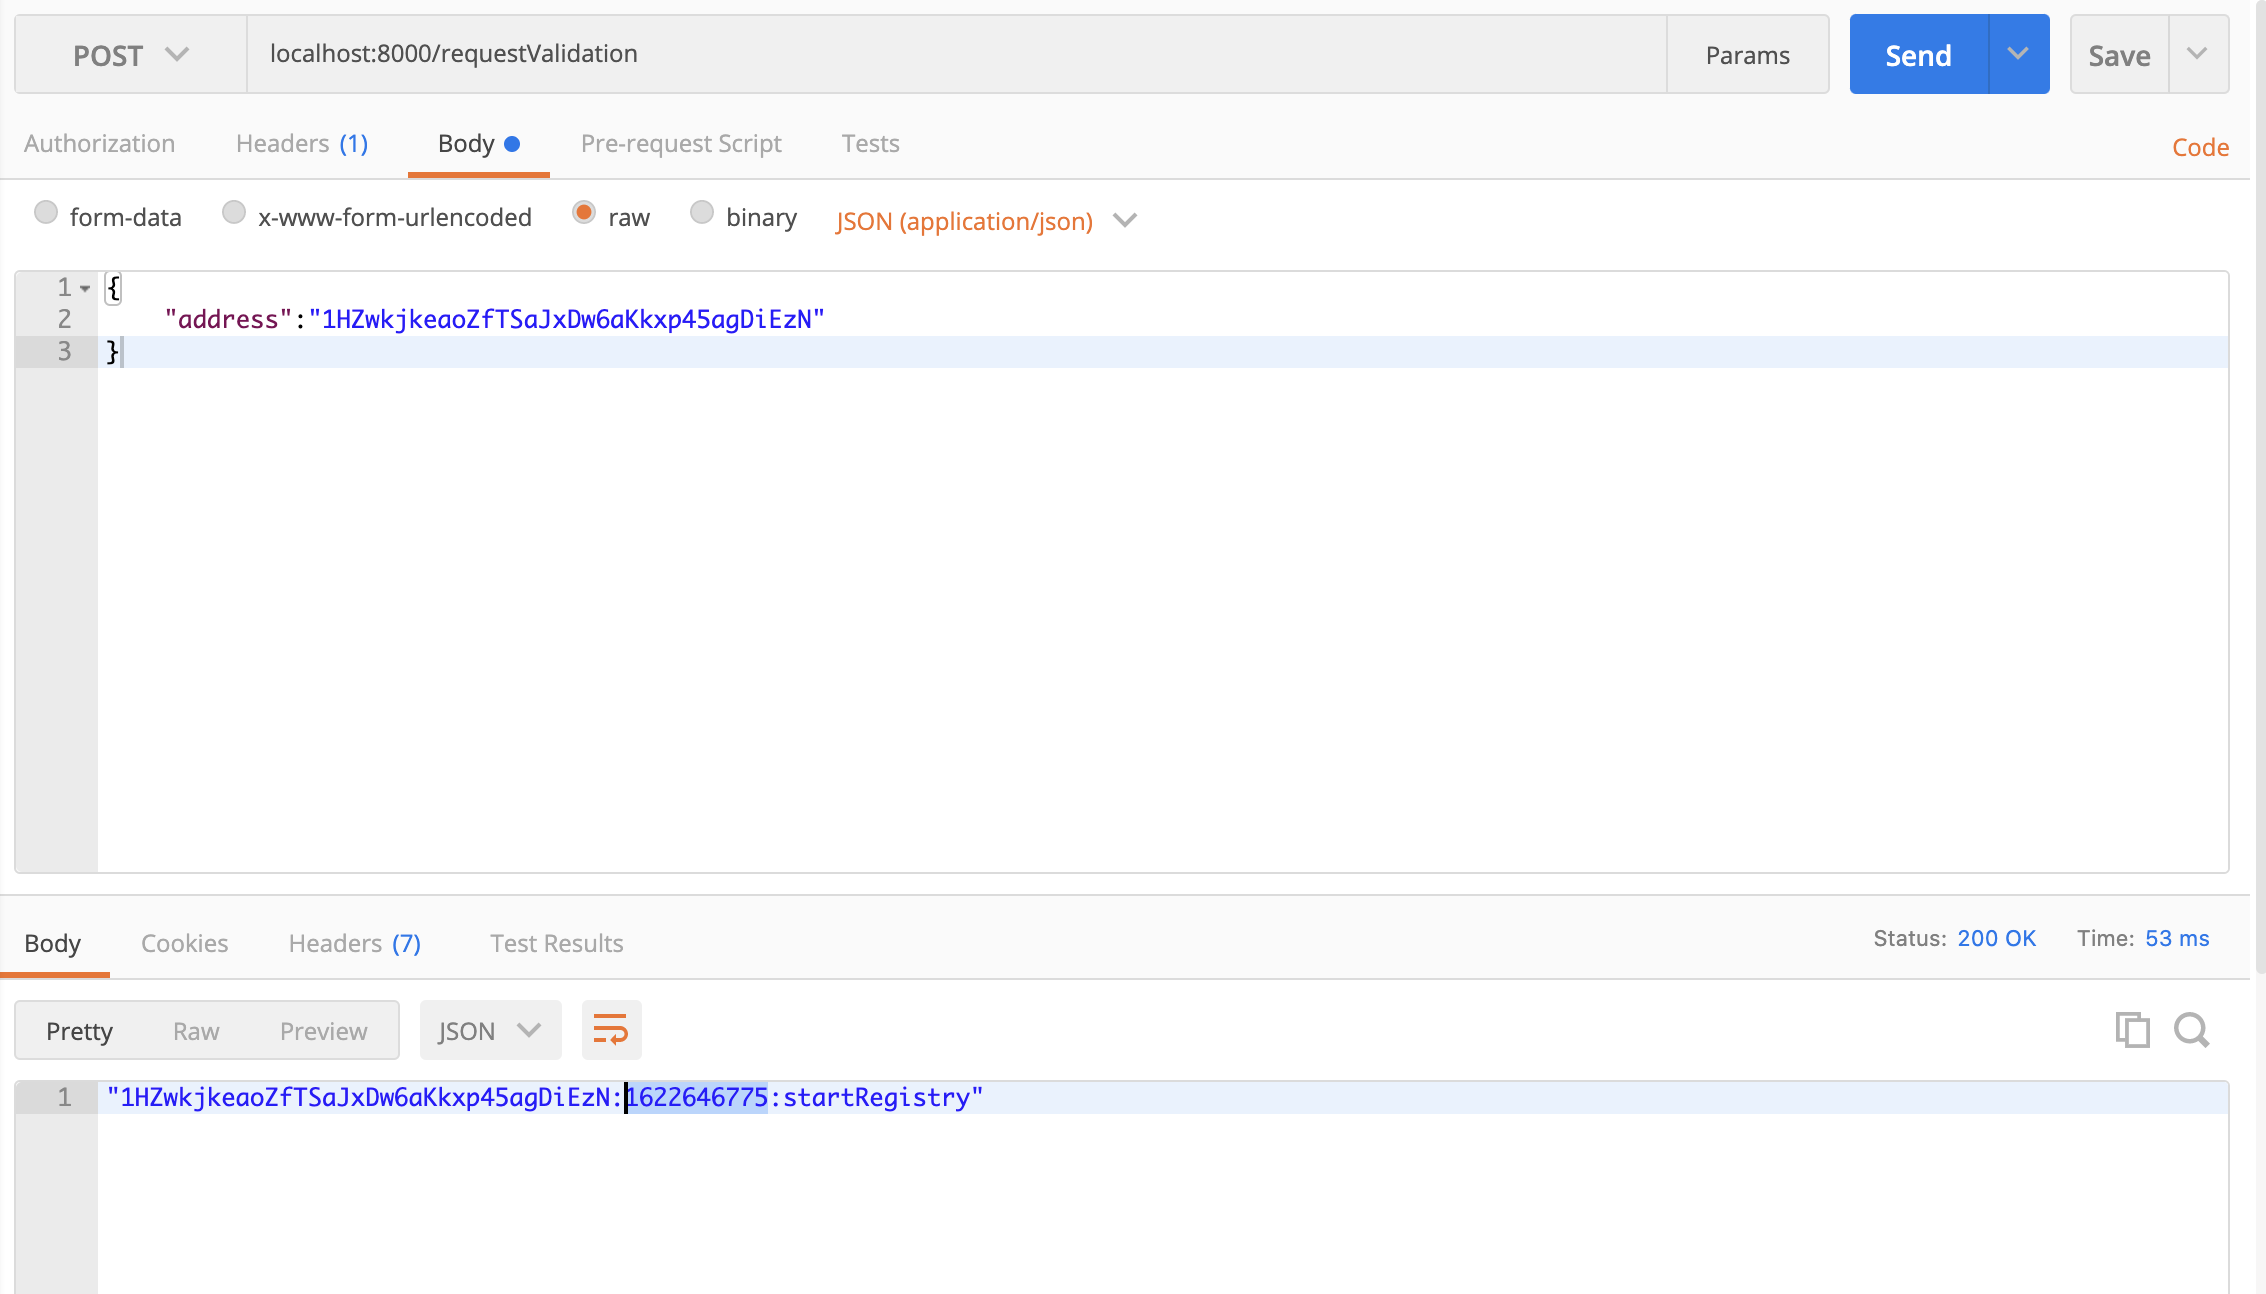 POST localhost:8000/requestValidation Params Send Save
Authorization Headers (1) Body Pre-request Script Tests Code
form-data x-www-form-urlencoded raw binary JSON (application/json)
1 {
2 "address":"1HZwkjkeaoZfTSaJxDw6aKkxp45agDiEzN"
3 }
Body Cookies Headers (7) Test Results Status: 200 OK Time: 53 ms
Pretty Raw Preview JSON
1 "1HZwkjkeaoZfTSaJxDw6aKkxp45agDiEzN:1622646775:startRegistry"